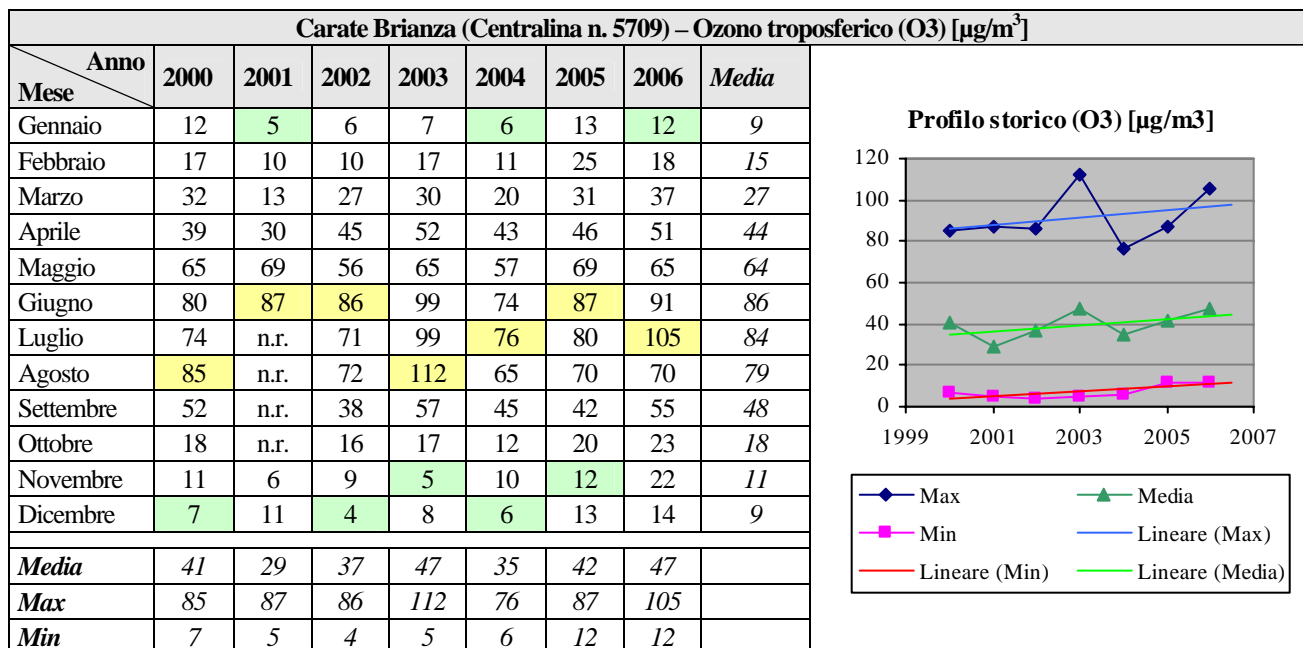 Carate Brianza (Centralina n. 5709) – Ozono troposferico (O3) [µg/m³]
Anno
Mese 2000 2001 2002 2003 2004 2005 2006 Media
Gennaio 12 5 6 7 6 13 12 9
Febbraio 17 10 10 17 11 25 18 15
Marzo 32 13 27 30 20 31 37 27
Aprile 39 30 45 52 43 46 51 44
Maggio 65 69 56 65 57 69 65 64
Giugno 80 87 86 99 74 87 91 86
Luglio 74 n.r. 71 99 76 80 105 84
Agosto 85 n.r. 72 112 65 70 70 79
Settembre 52 n.r. 38 57 45 42 55 48
Ottobre 18 n.r. 16 17 12 20 23 18
Novembre 11 6 9 5 10 12 22 11
Dicembre 7 11 4 8 6 13 14 9
Media 41 29 37 47 35 42 47
Max 85 87 86 112 76 87 105
Min 7 5 4 5 6 12 12
Profilo storico (O3) [µg/m3]
120
100
80
60
40
20
0
1999 2001 2003 2005 2007
Max Media
Min Lineare (Max)
Lineare (Min) Lineare (Media)